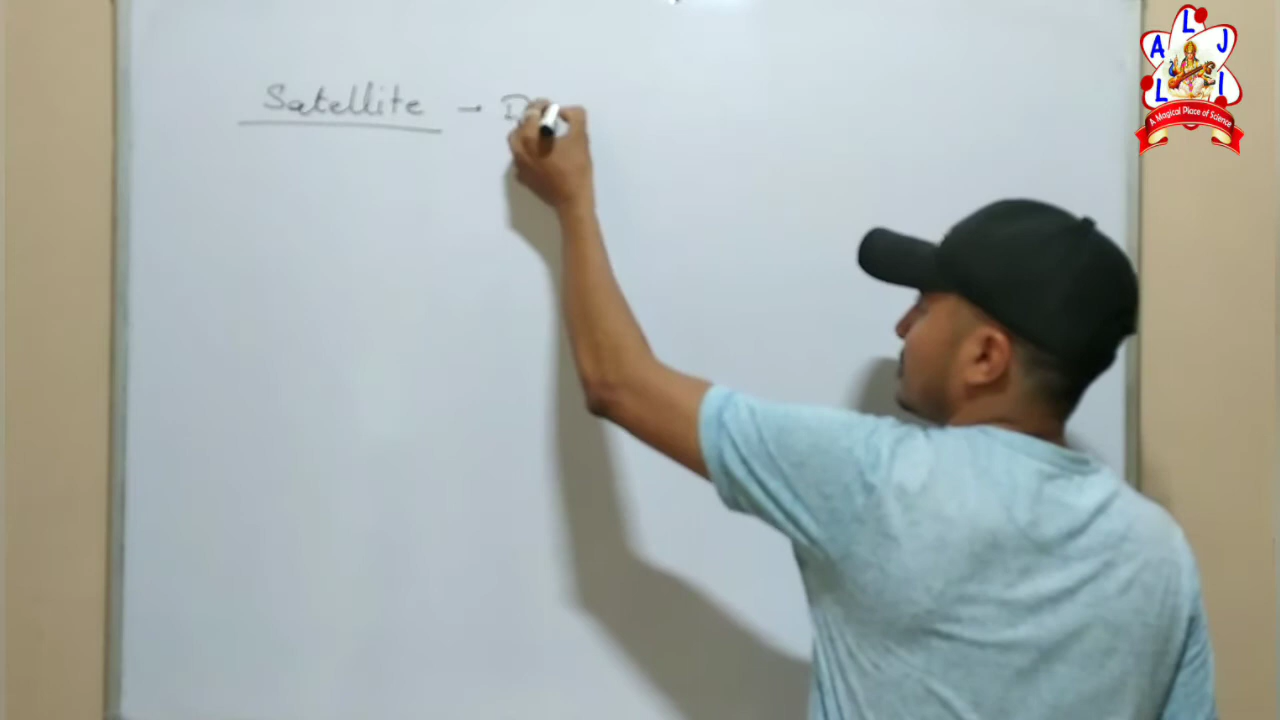 Satellite →
A L J I L
A Magical Place of Science